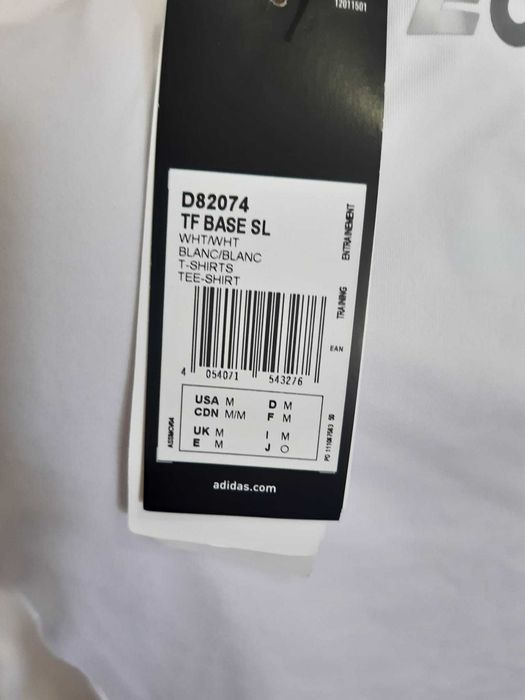 12011501
D82074
TF BASE SL
WHT/WHT
BLANC/BLANC
T-SHIRTS
TEE-SHIRT
TRAINING ENTRAINEMENT
EAN
4 054071 543276
USA M D M
CDN M/M F M
UK M I M
E M J O
adidas.com